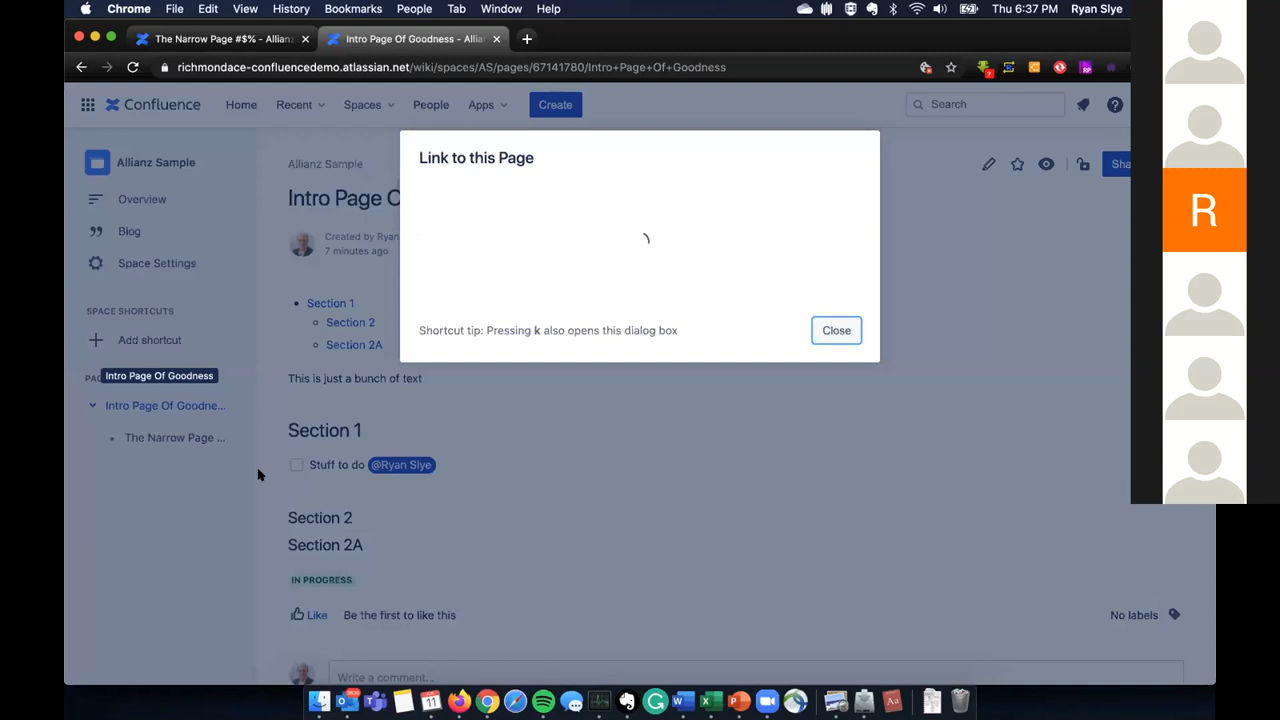 Chrome File Edit View History Bookmarks People Tab Window Help Thu 6:37 PM Ryan Slye
The Narrow Page #$% - Allianz Intro Page Of Goodness - Allia
richmondace-confluencedemo.atlassian.net/wiki/spaces/AS/pages/67141780/Intro+Page+Of+Goodness
Confluence Home Recent Spaces People Apps Create Search
Link to this Page
Allianz Sample
Overview
Blog
Space Settings
SPACE SHORTCUTS
Add shortcut
Intro Page Of Goodness
Intro Page Of Goodne...
The Narrow Page ...
Allianz Sample
Sha
Intro Page O
Created by Ryan
7 minutes ago
Section 1
Section 2
Section 2A
Shortcut tip: Pressing k also opens this dialog box
Close
This is just a bunch of text
Section 1
Stuff to do @Ryan Slye
Section 2
Section 2A
IN PROGRESS
Like Be the first to like this
No labels
Write a comment...
R